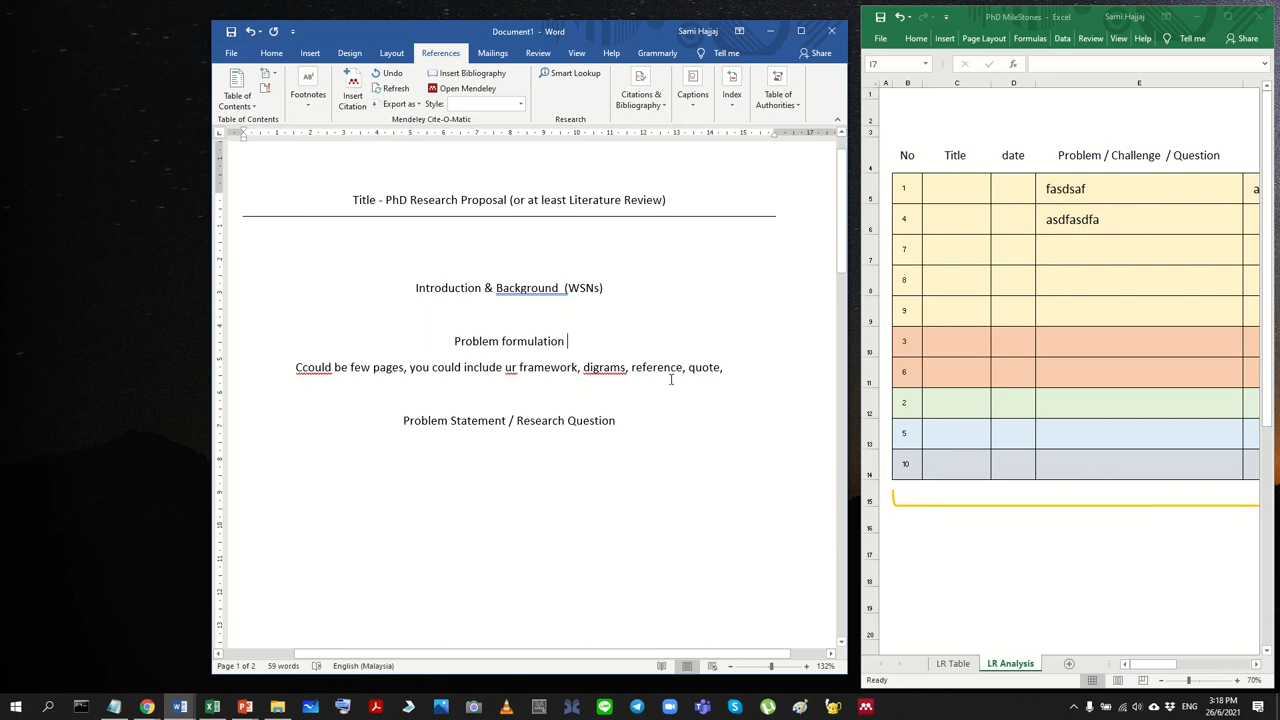 Document1 - Word
Sami Hajjaj
File
Home
Insert
Design
Layout
References
Mailings
Review
View
Help
Grammarly
Tell me
Share
Table of
Contents
AB
Footnotes
Insert
Citation
Undo
Refresh
Export as
Insert Bibliography
Open Mendeley
Style:
Smart Lookup
Citations &
Bibliography
Captions
Index
Table of
Authorities
Table of Contents
Mendeley Cite-O-Matic
Research
Title - PhD Research Proposal (or at least Literature Review)
Introduction & Background (WSNs)
Problem formulation
Ccould be few pages, you could include ur framework, digrams, reference, quote,
Problem Statement / Research Question
Page 1 of 2
59 words
English (Malaysia)
132%
PhD MileStones - Excel
Sami Hajjaj
File
Home
Insert
Page Layout
Formulas
Data
Review
View
Help
Tell me
Share
I7
fx
A B C D E
No Title date Problem / Challenge / Question
1 fasdsaf a
4 asdfasdfa
7
8
9
3
6
2
5
10
LR Table
LR Analysis
Ready
70%
3:18 PM
26/6/2021